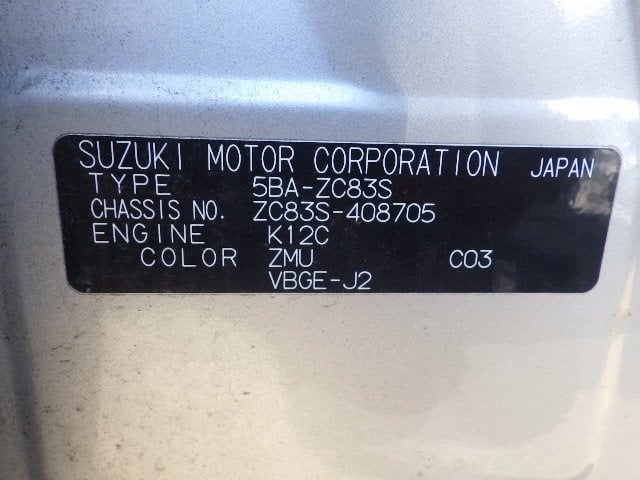 SUZUKI MOTOR CORPORATION JAPAN
TYPE 5BA-ZC83S
CHASSIS NO. ZC83S-408705
ENGINE K12C
COLOR ZMU C03
VBGE-J2